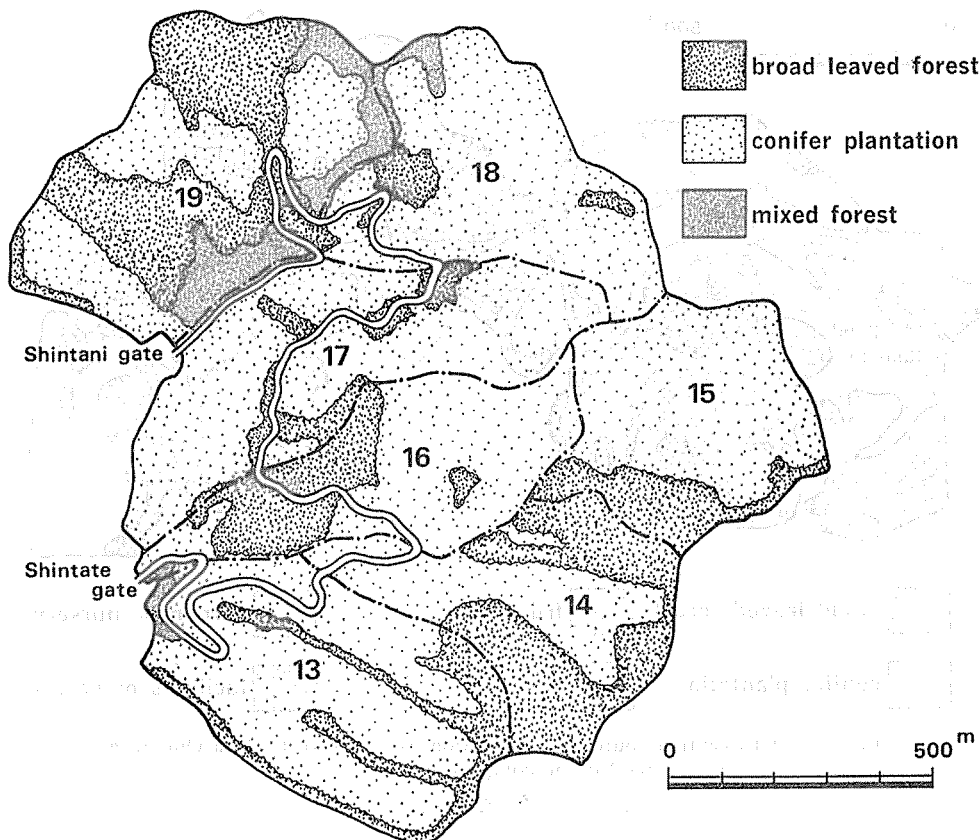 broad leaved forest
conifer plantation
mixed forest
19
18
17
15
16
14
13
Shintani gate
Shintate
gate
0 500 m